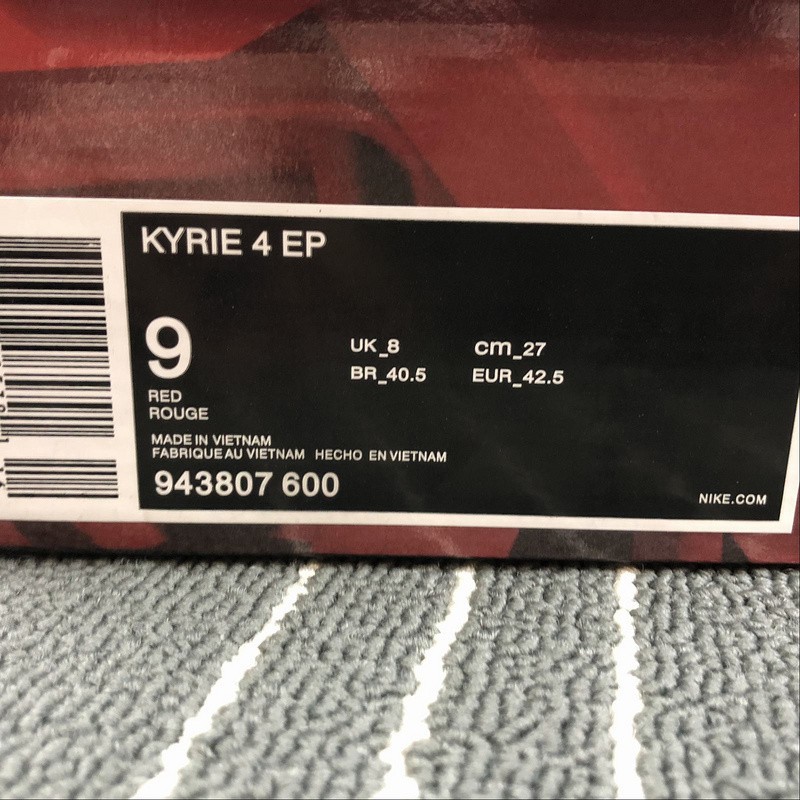 KYRIE 4 EP
9
UK_8 cm_27
BR_40.5 EUR_42.5
RED
ROUGE
MADE IN VIETNAM
FABRIQUE AU VIETNAM HECHO EN VIETNAM
943807 600
NIKE.COM